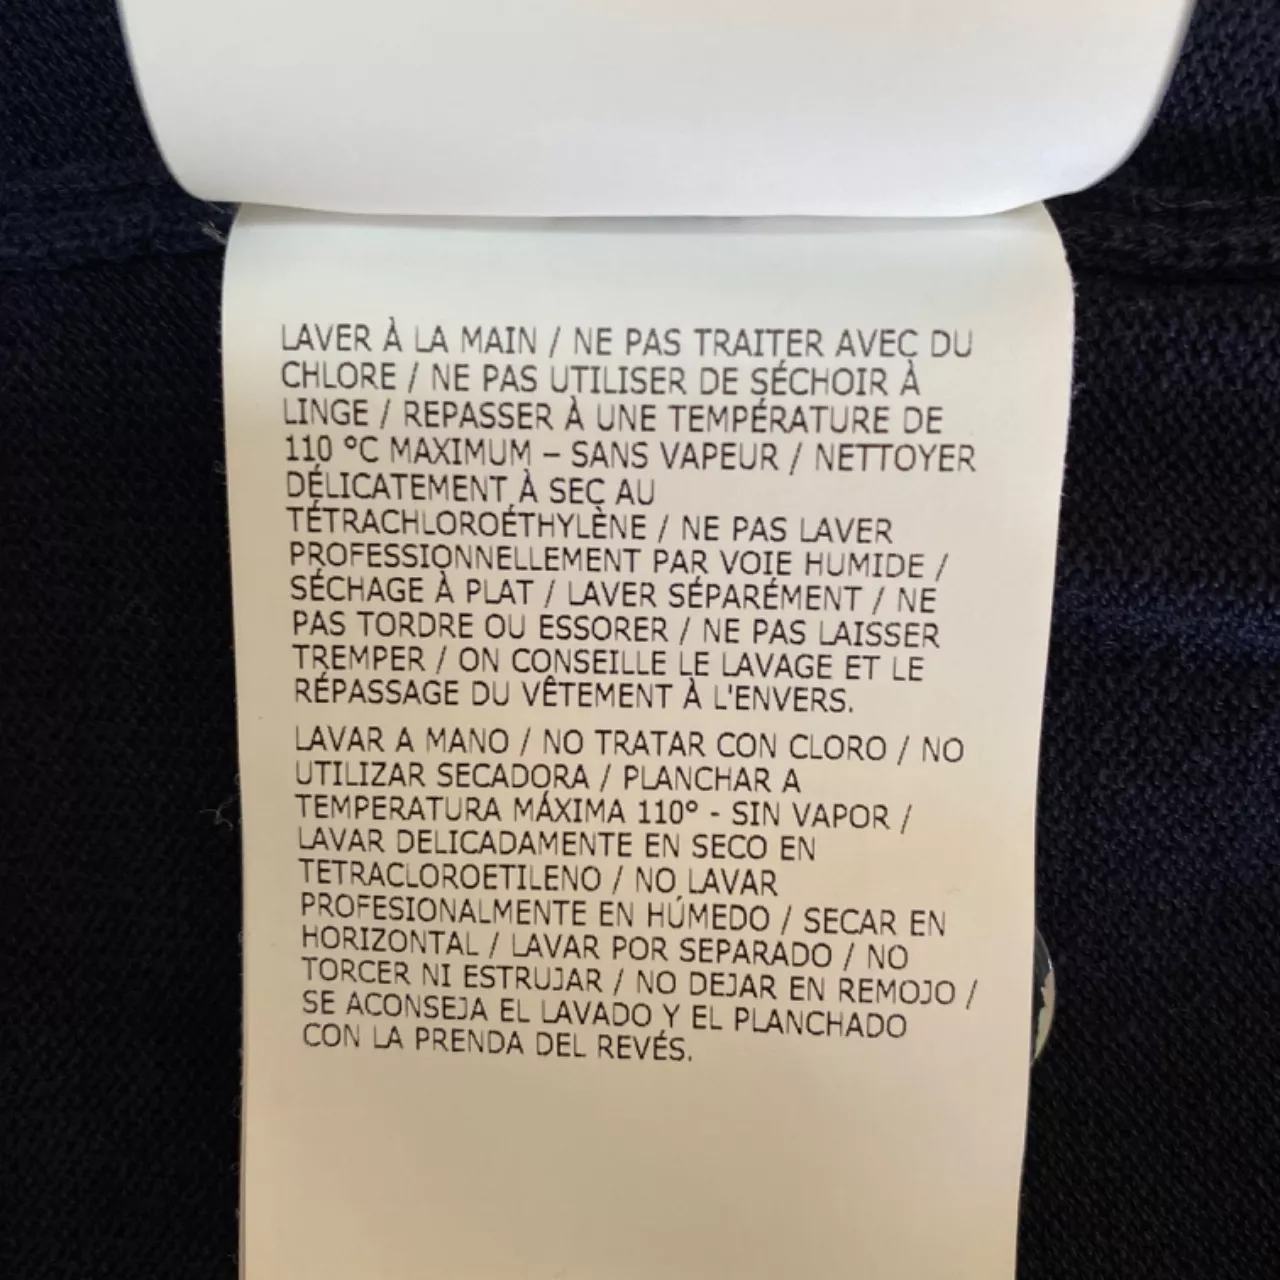 LAVER À LA MAIN / NE PAS TRAITER AVEC DU
CHLORE / NE PAS UTILISER DE SÉCHOIR À
LINGE / REPASSER À UNE TEMPÉRATURE DE
110 °C MAXIMUM – SANS VAPEUR / NETTOYER
DÉLICATEMENT À SEC AU
TÉTRACHLOROÉTHYLÈNE / NE PAS LAVER
PROFESSIONNELLEMENT PAR VOIE HUMIDE /
SÉCHAGE À PLAT / LAVER SÉPARÉMENT / NE
PAS TORDRE OU ESSORER / NE PAS LAISSER
TREMPER / ON CONSEILLE LE LAVAGE ET LE
RÉPASSAGE DU VÊTEMENT À L'ENVERS.
LAVAR A MANO / NO TRATAR CON CLORO / NO
UTILIZAR SECADORA / PLANCHAR A
TEMPERATURA MÁXIMA 110° - SIN VAPOR /
LAVAR DELICADAMENTE EN SECO EN
TETRACLOROETILENO / NO LAVAR
PROFESIONALMENTE EN HÚMEDO / SECAR EN
HORIZONTAL / LAVAR POR SEPARADO / NO
TORCER NI ESTRUJAR / NO DEJAR EN REMOJO /
SE ACONSEJA EL LAVADO Y EL PLANCHADO
CON LA PRENDA DEL REVÉS.